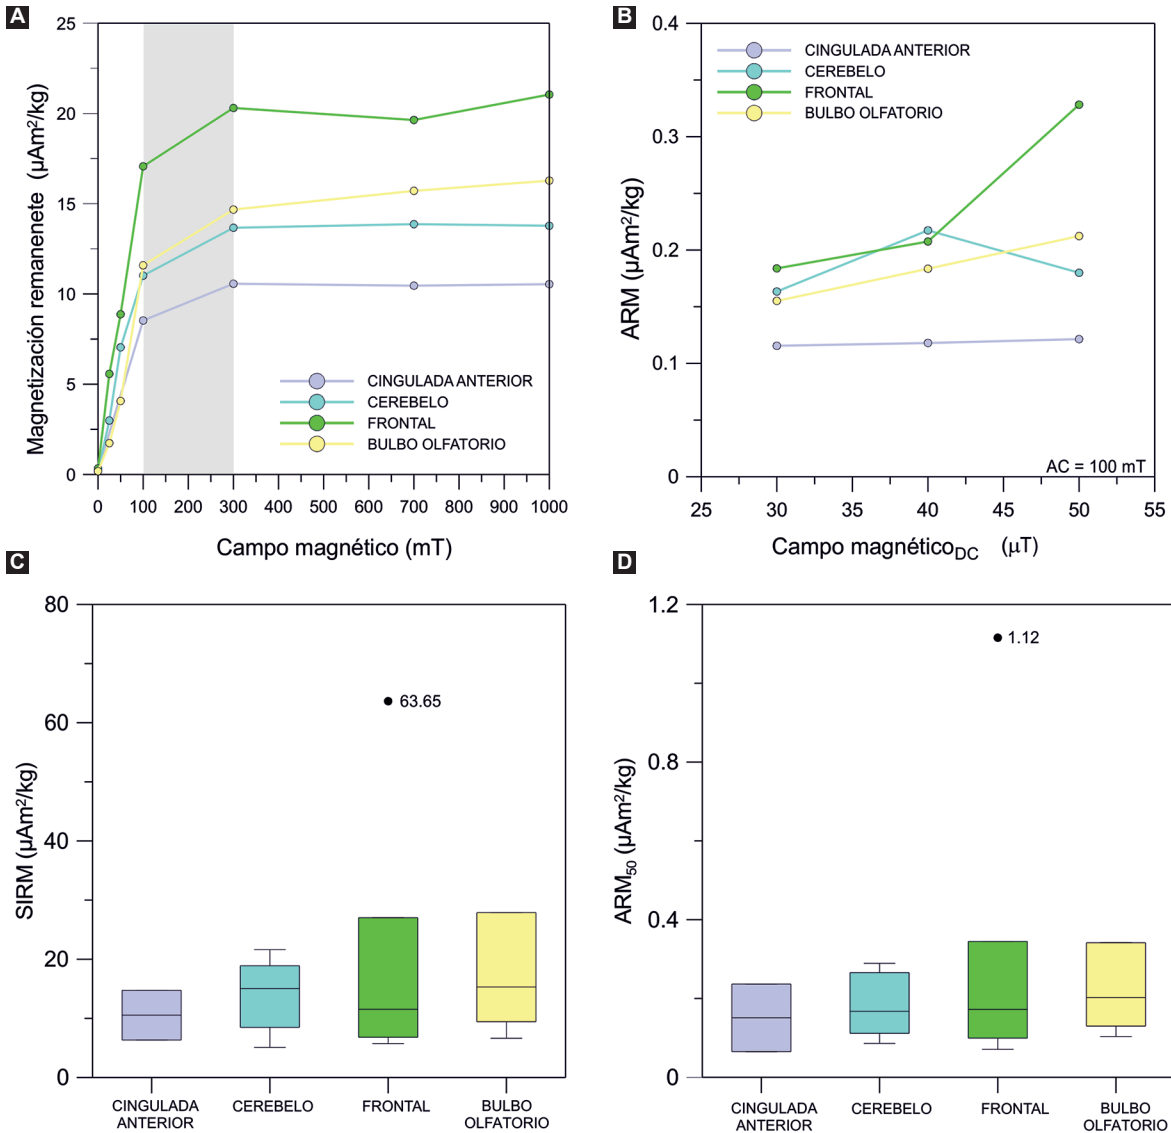 A
25
20
15
10
5
0
Magnetización remanenete (µAm²/kg)
CINGULADA ANTERIOR
CEREBELO
FRONTAL
BULBO OLFATORIO
0 100 200 300 400 500 600 700 800 900 1000
Campo magnético (mT)
B
0.4
0.3
0.2
0.1
0
ARM (µAm²/kg)
CINGULADA ANTERIOR
CEREBELO
FRONTAL
BULBO OLFATORIO
AC = 100 mT
25 30 35 40 45 50 55
Campo magnético_DC (µT)
C
80
60
40
20
0
SIRM (µAm²/kg)
63.65
CINGULADA
ANTERIOR
CEREBELO
FRONTAL
BULBO
OLFATORIO
D
1.2
0.8
0.4
0
ARM₅₀ (µAm²/kg)
1.12
CINGULADA
ANTERIOR
CEREBELO
FRONTAL
BULBO
OLFATORIO